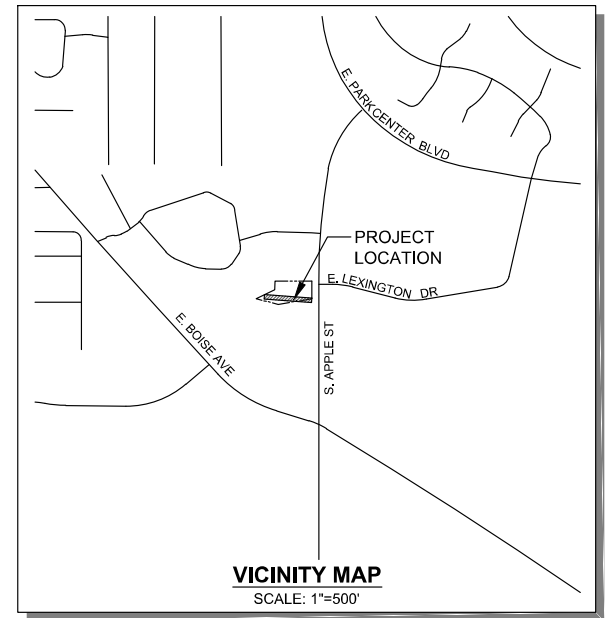 E. PARKCENTER BLVD
PROJECT
LOCATION
E. LEXINGTON DR
E. BOISE AVE
S. APPLE ST
VICINITY MAP
SCALE: 1"=500'